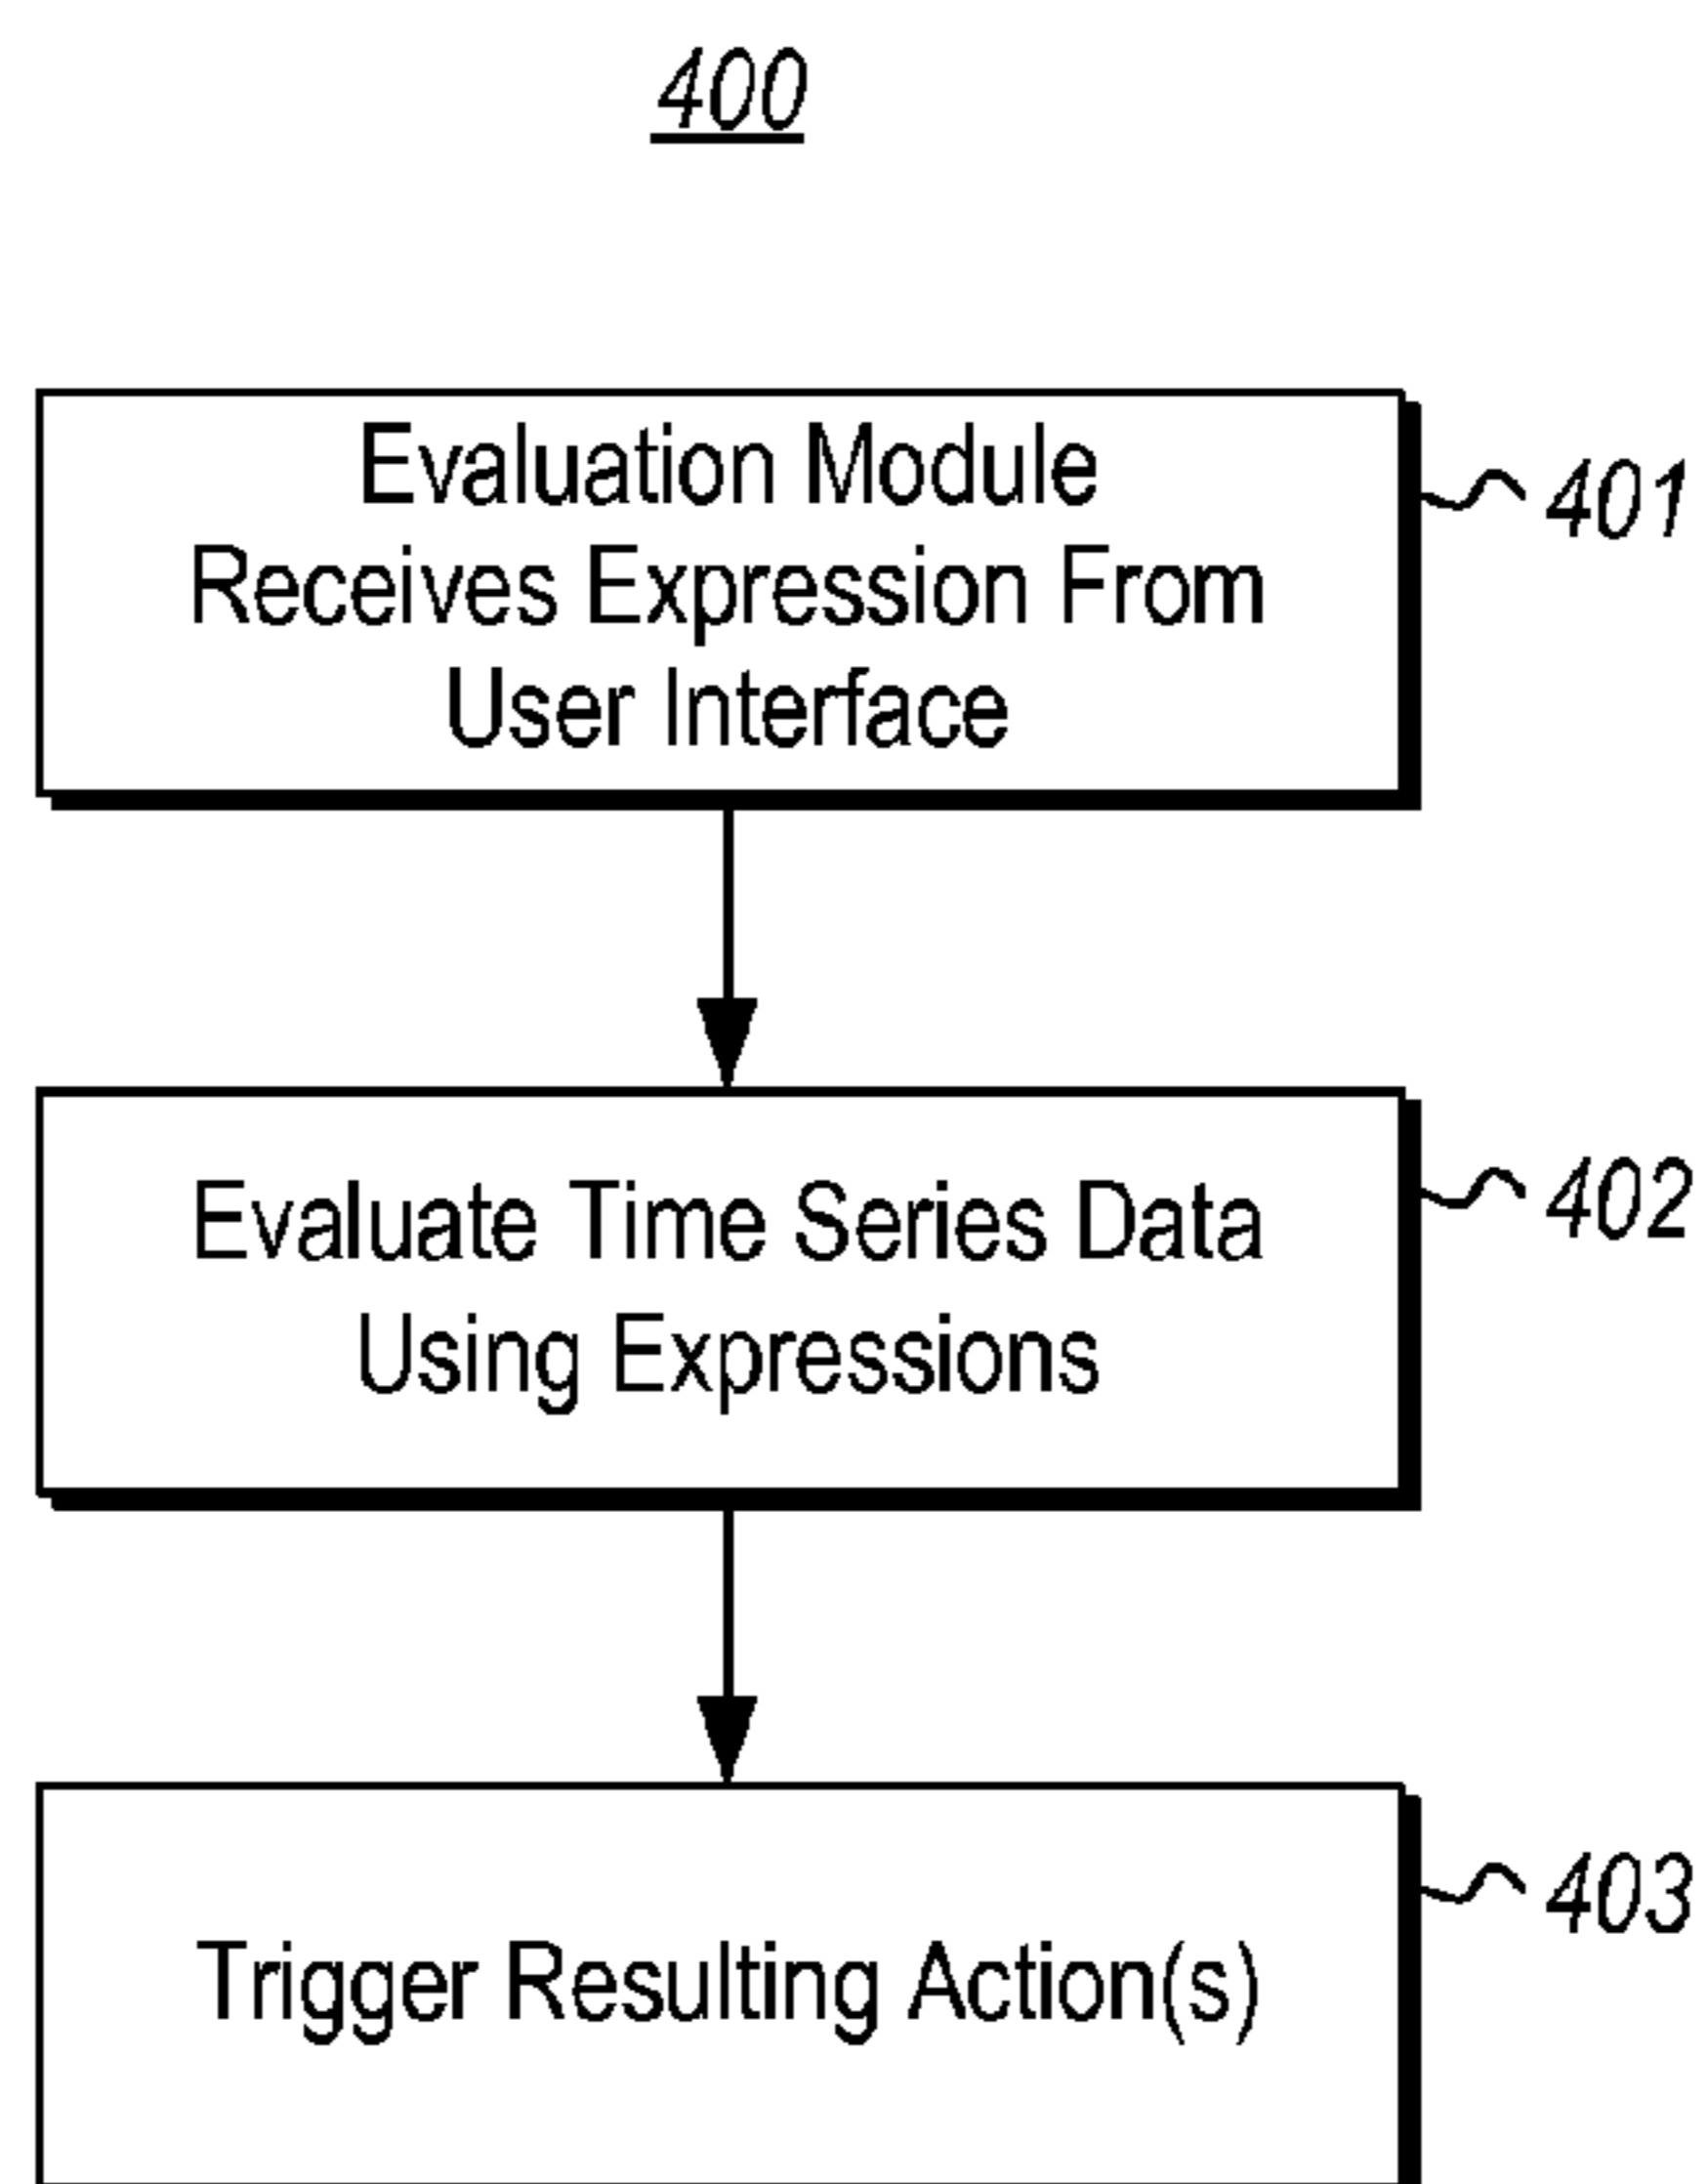 400
Evaluation Module
Receives Expression From
User Interface
401
Evaluate Time Series Data
Using Expressions
402
Trigger Resulting Action(s)
403